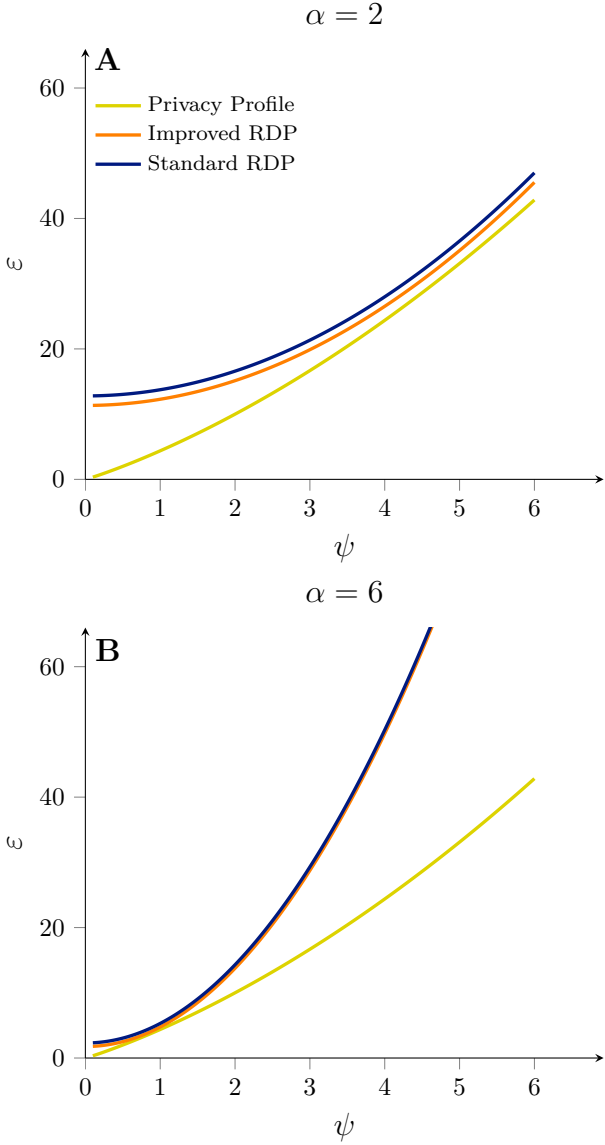 α = 2
A
60
Privacy Profile
Improved RDP
Standard RDP
40
ε
20
0
0 1 2 3 4 5 6
ψ
α = 6
B
60
40
ε
20
0
0 1 2 3 4 5 6
ψ